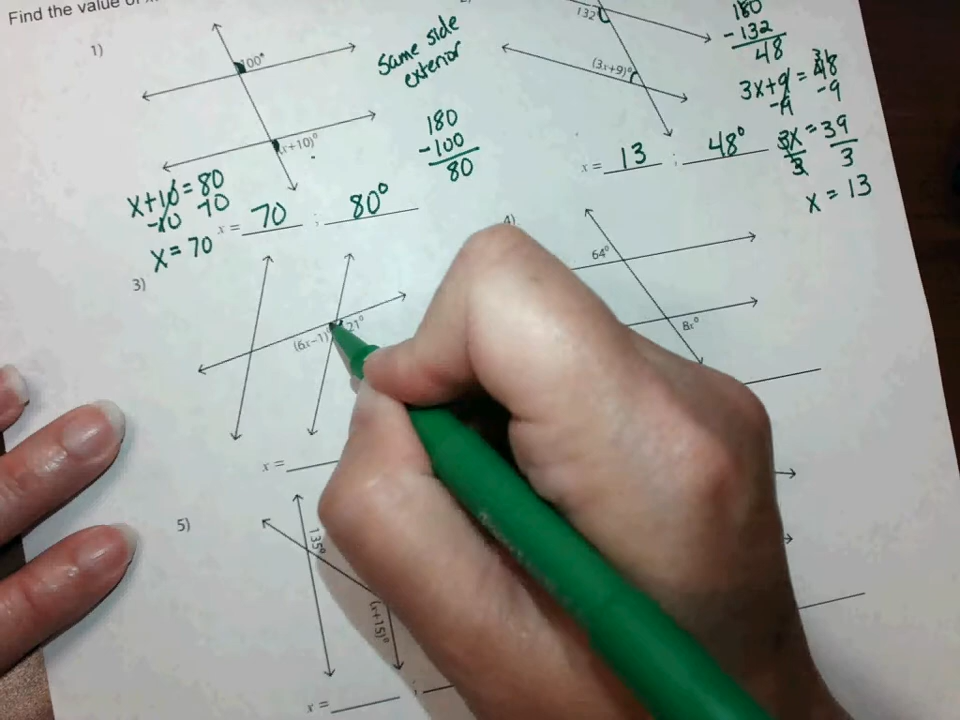 Find the value of x.
1)
100°
(x+10)°
same side
exterior
180
-100
80
x+10 = 80
-10 -10
x = 70
x = 70 ; 80°
132
(3x+9)°
180
-132
48
3x+9 = 48
-9 -9
3x = 39
3 3
x = 13
x = 13 ; 48°
3)
(6x-1)
21°
x =
4)
64°
8x°
5)
135°
(x+15)°
x = ;